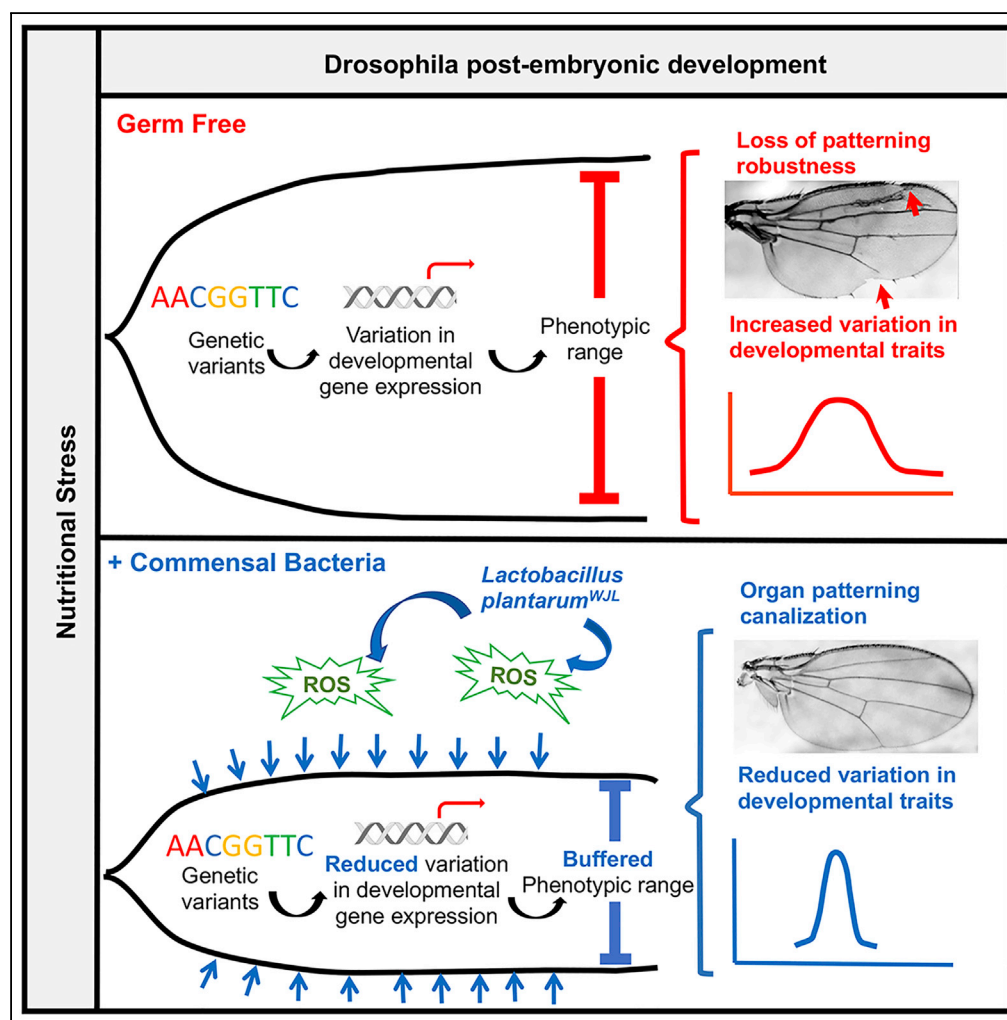 Drosophila post-embryonic development
Nutritional Stress
Germ Free
AACGGTTC
Genetic
variants
Variation in
developmental
gene expression
Phenotypic
range
Loss of patterning
robustness
Increased variation in
developmental traits
+ Commensal Bacteria
Lactobacillus
plantarumWJL
ROS
ROS
AACGGTTC
Genetic
variants
Reduced variation
in developmental
gene expression
Buffered
Phenotypic range
Organ patterning
canalization
Reduced variation in
developmental traits